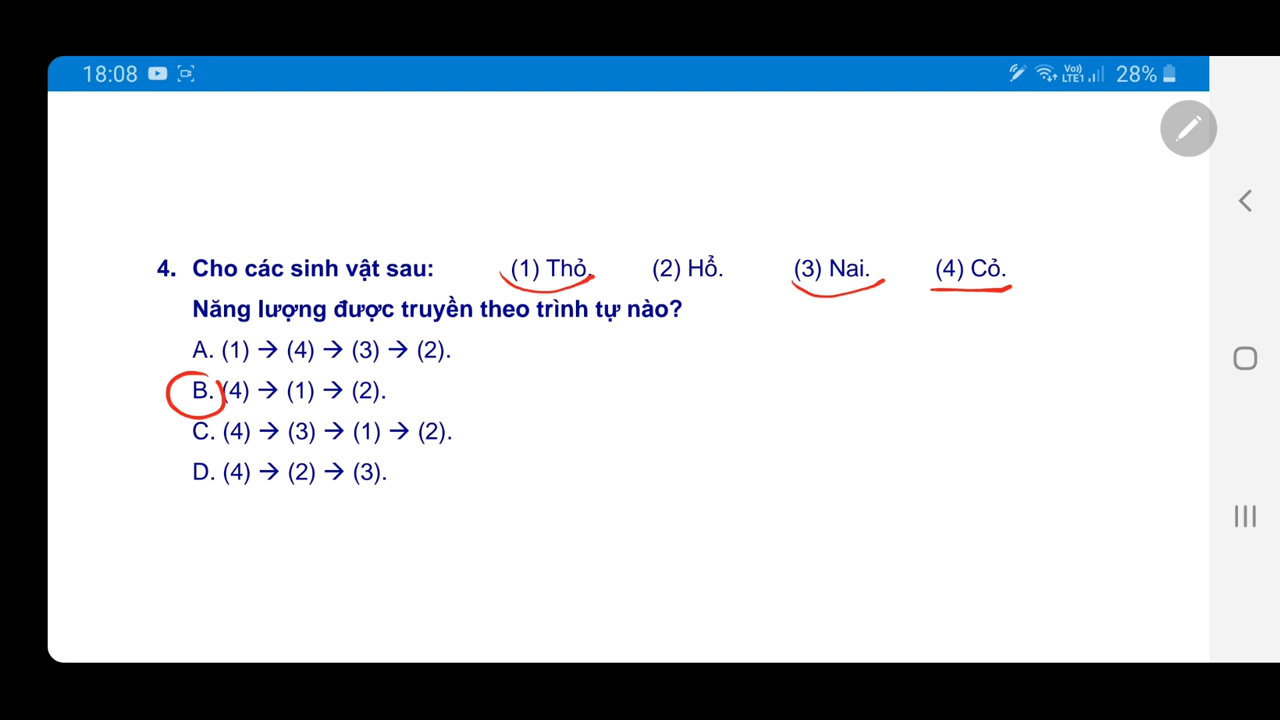 18:08 Vo) LTE1 28%
4. Cho các sinh vật sau: (1) Thỏ. (2) Hổ. (3) Nai. (4) Cỏ.
Năng lượng được truyền theo trình tự nào?
A. (1) → (4) → (3) → (2).
B. (4) → (1) → (2).
C. (4) → (3) → (1) → (2).
D. (4) → (2) → (3).